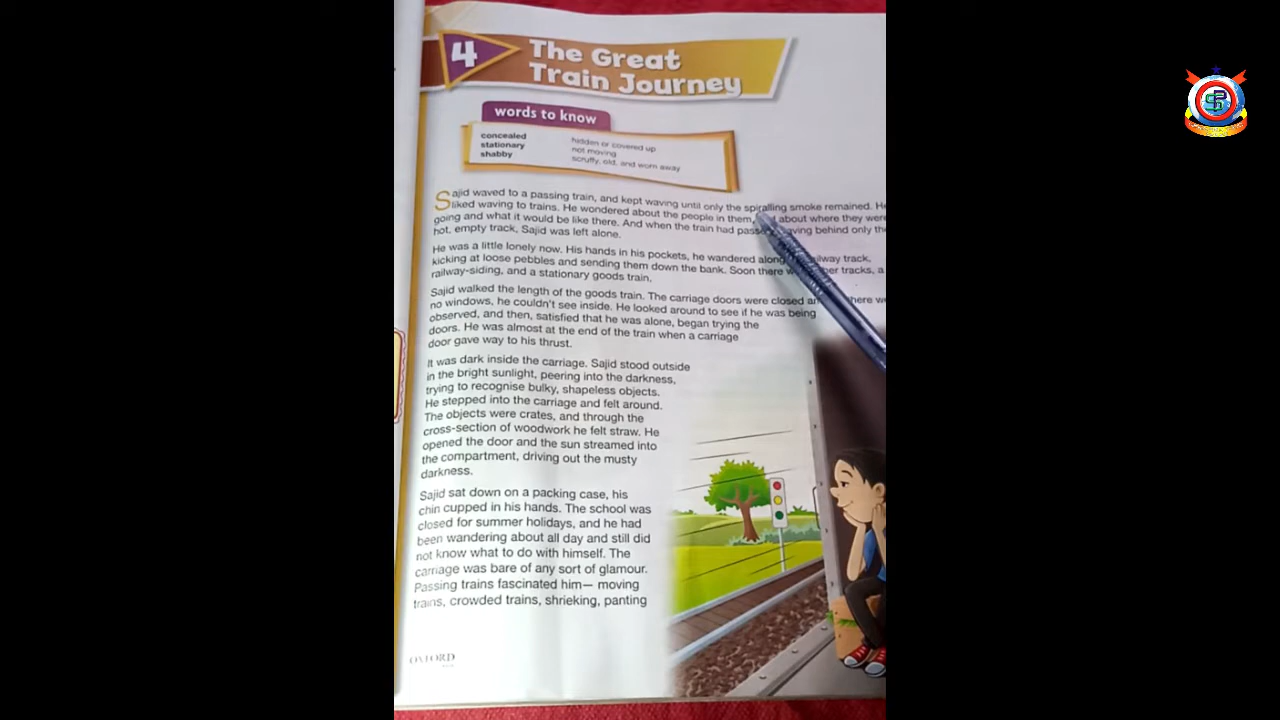 4
The Great
Train Journey
words to know
concealed hidden or covered up
stationary not moving
shabby scruffy, old, and worn away
Sajid waved to a passing train, and kept waving until only the spiralling smoke remained. He
liked waving to trains. He wondered about the people in them, about where they were
going and what it would be like there. And when the train had passed, leaving behind only the
hot, empty track, Sajid was left alone.
He was a little lonely now. His hands in his pockets, he wandered along railway track,
kicking at loose pebbles and sending them down the bank. Soon there tracks, a
railway-siding, and a stationary goods train.
Sajid walked the length of the goods train. The carriage doors were closed
no windows, he couldn't see inside. He looked around to see if he was being
observed, and then, satisfied that he was alone, began trying the
doors. He was almost at the end of the train when a carriage
door gave way to his thrust.
It was dark inside the carriage. Sajid stood outside
in the bright sunlight, peering into the darkness,
trying to recognise bulky, shapeless objects.
He stepped into the carriage and felt around.
The objects were crates, and through the
cross-section of woodwork he felt straw. He
opened the door and the sun streamed into
the compartment, driving out the musty
darkness.
Sajid sat down on a packing case, his
chin cupped in his hands. The school was
closed for summer holidays, and he had
been wandering about all day and still did
not know what to do with himself. The
carriage was bare of any sort of glamour.
Passing trains fascinated him— moving
trains, crowded trains, shrieking, panting
OXFORD